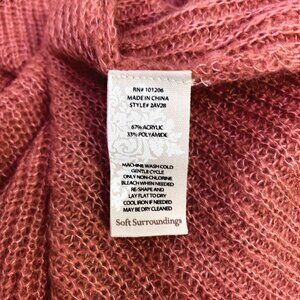 RN# 101206
MADE IN CHINA
STYLE# 2AV28
67% ACRYLIC
33% POLYAMIDE
MACHINE WASH COLD
GENTLE CYCLE
ONLY NON-CHLORINE
BLEACH WHEN NEEDED
RE-SHAPE AND
LAY FLAT TO DRY
COOL IRON IF NEEDED
MAY BE DRY CLEANED
Soft Surroundings